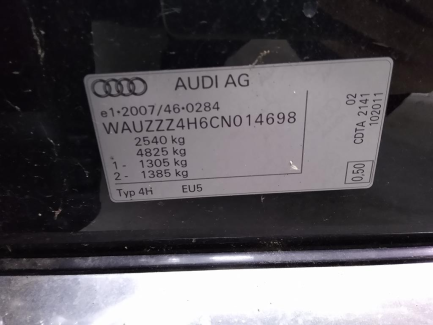 AUDI AG
e1*2007/46*0284
WAUZZZ4H6CN014698
2540 kg
4825 kg
1 - 1305 kg
2 - 1385 kg
Typ 4H EU5
02
CDTA 2141
102011
0,50